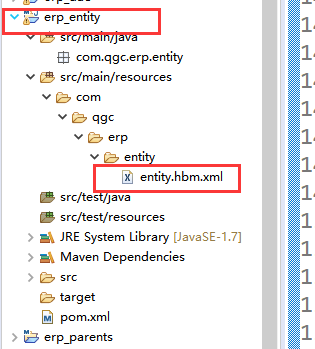 erp_entity
src/main/java
com.qgc.erp.entity
src/main/resources
com
qgc
erp
entity
entity.hbm.xml
src/test/java
src/test/resources
JRE System Library [JavaSE-1.7]
Maven Dependencies
src
target
pom.xml
erp_parents